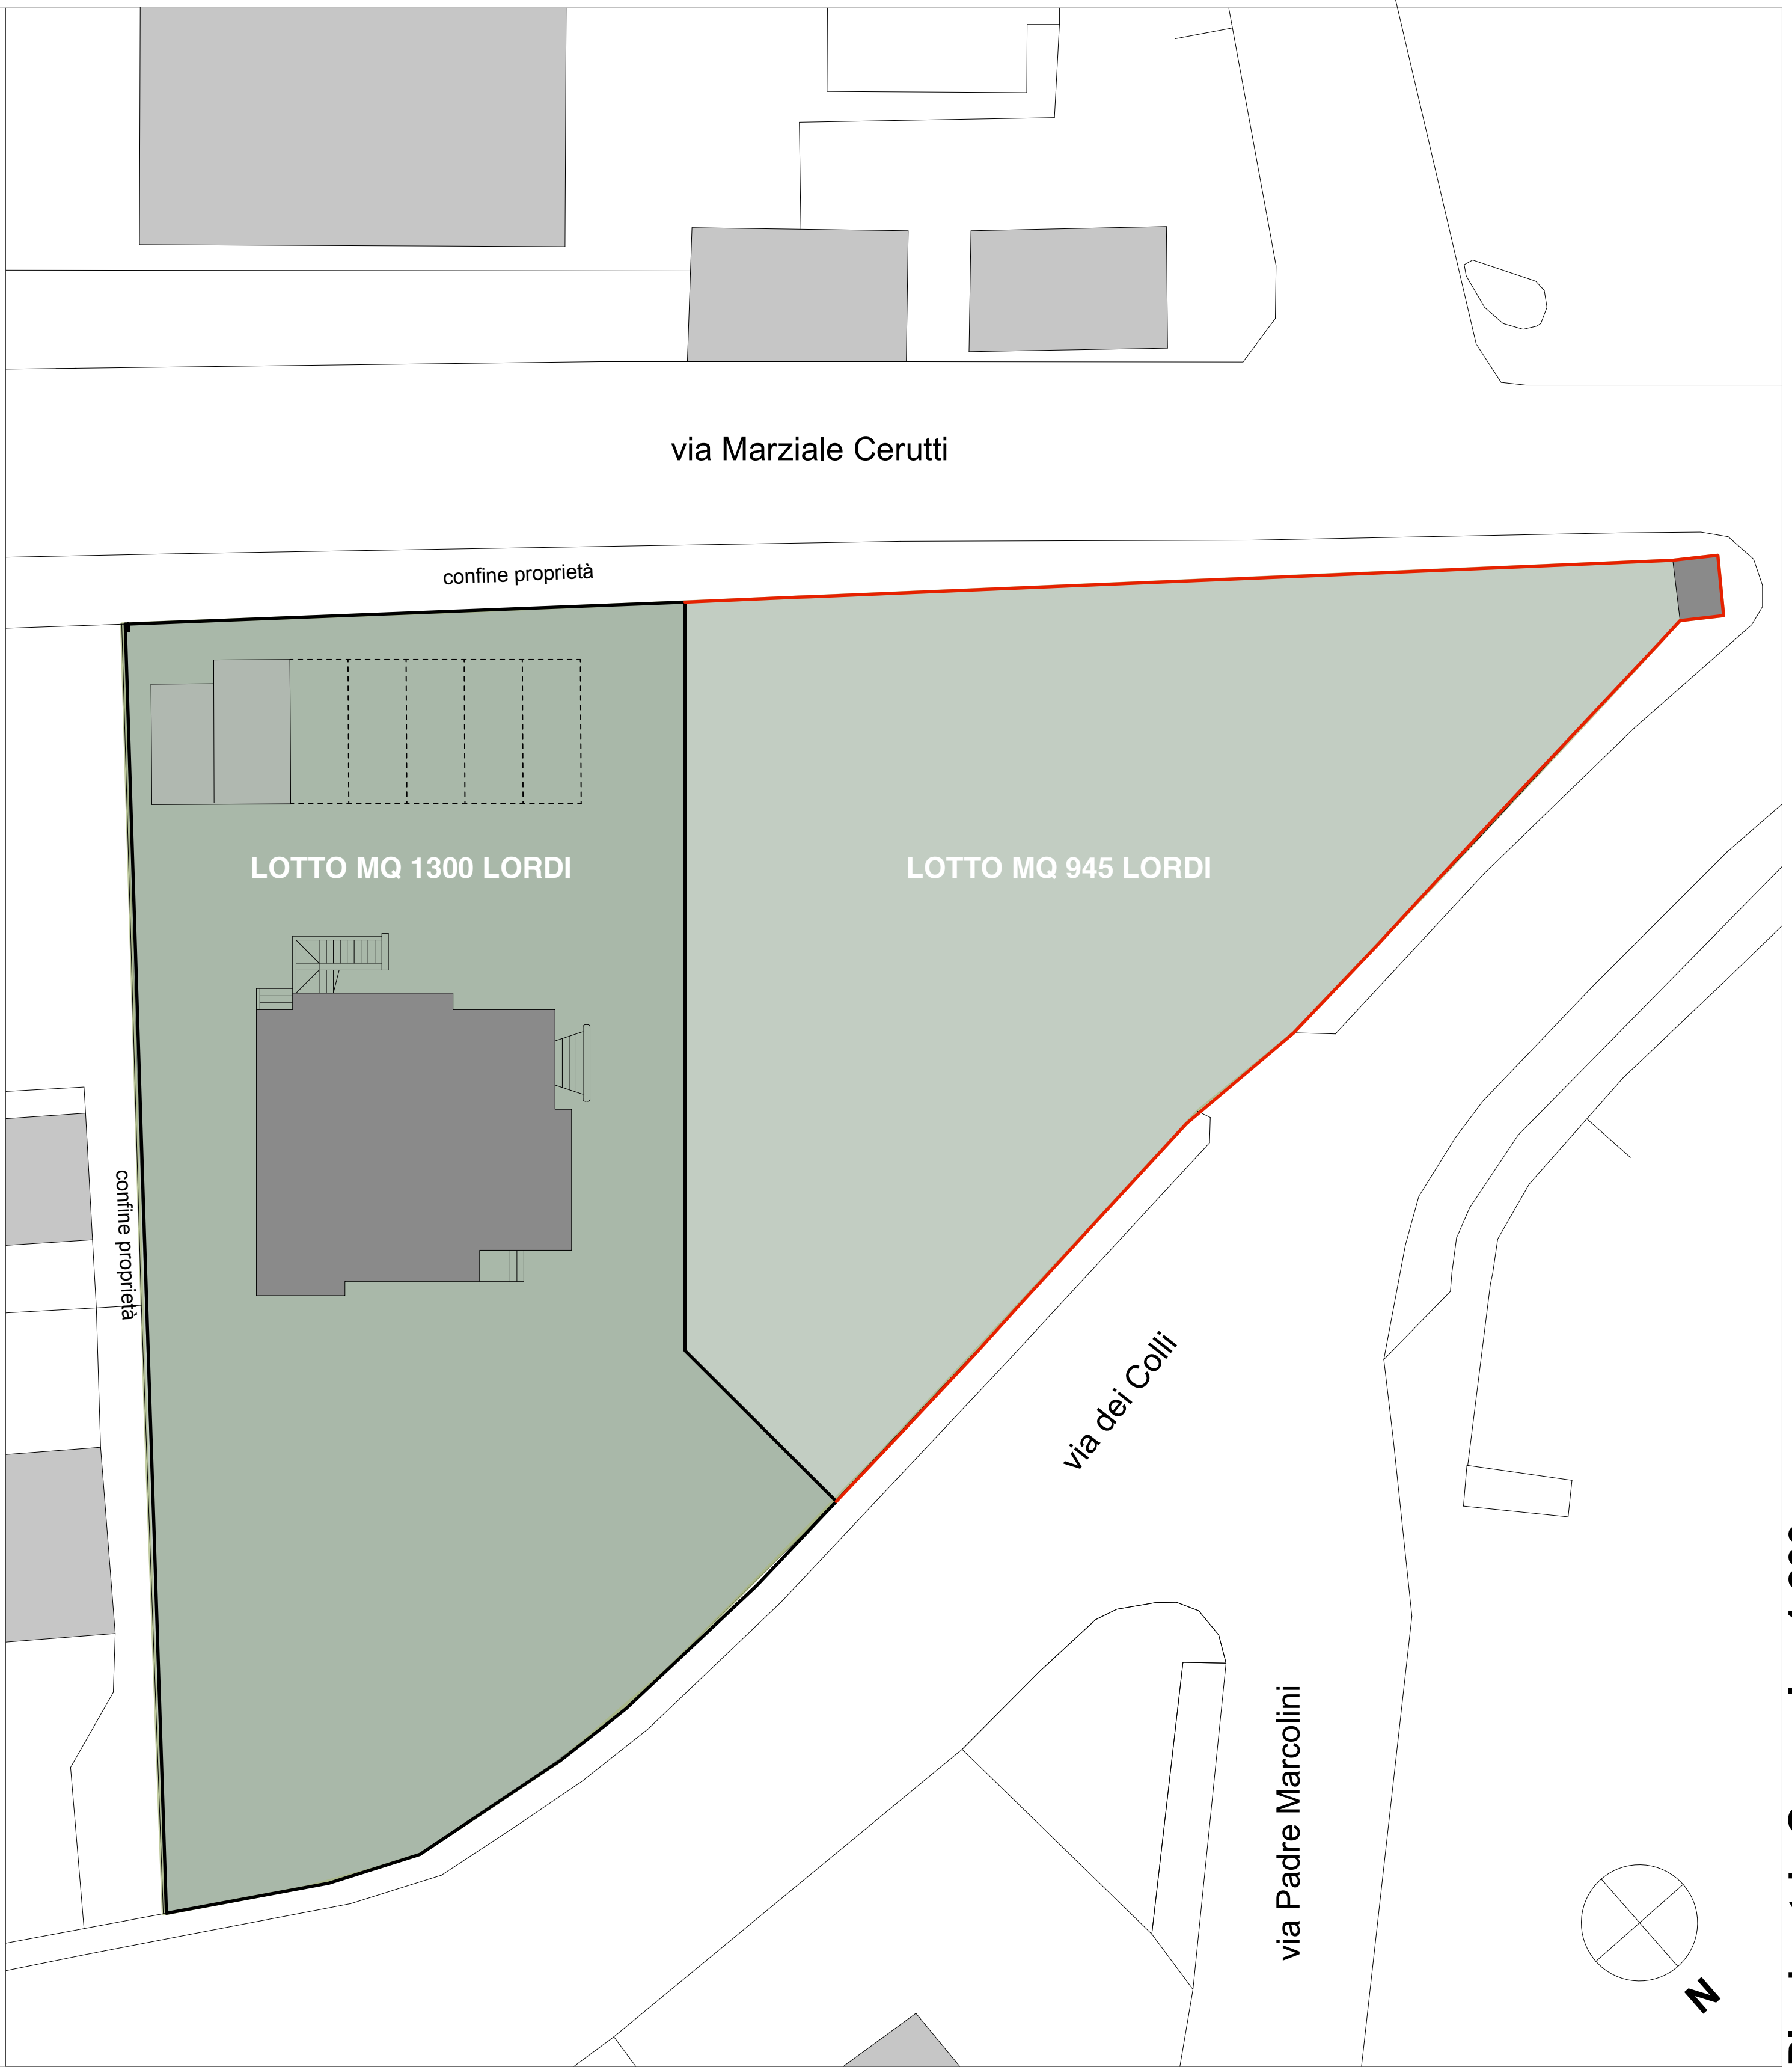 via Marziale Cerutti
confine proprietà
LOTTO MQ 1300 LORDI
LOTTO MQ 945 LORDI
confine proprietà
via dei Colli
via Padre Marcolini
N